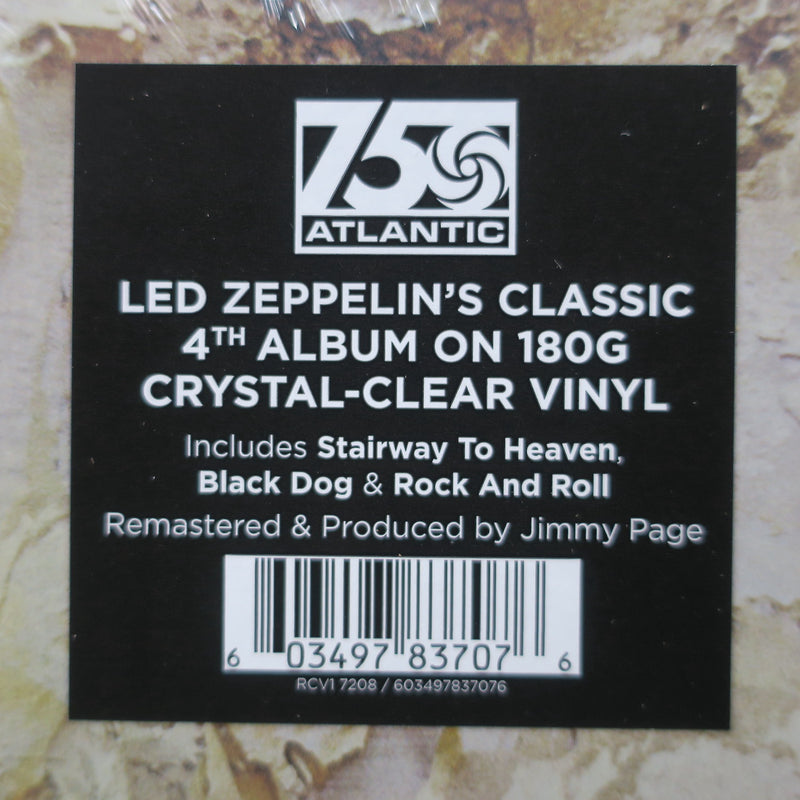 75
ATLANTIC
LED ZEPPELIN'S CLASSIC
4TH ALBUM ON 180G
CRYSTAL-CLEAR VINYL
Includes Stairway To Heaven,
Black Dog & Rock And Roll
Remastered & Produced by Jimmy Page
6 03497 83707 6
RCV1 7208 / 603497837076